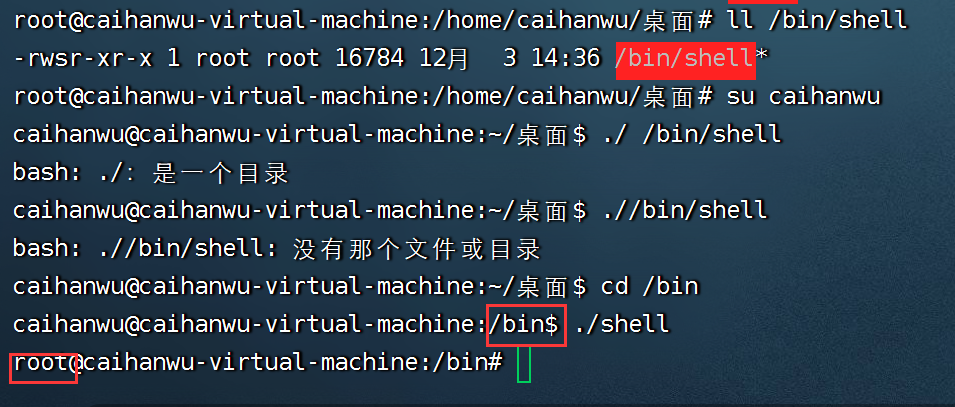 root@caihanwu-virtual-machine:/home/caihanwu/桌面# ll /bin/shell
-rwsr-xr-x 1 root root 16784 12月  3 14:36 /bin/shell*
root@caihanwu-virtual-machine:/home/caihanwu/桌面# su caihanwu
caihanwu@caihanwu-virtual-machine:~/桌面$ ./ /bin/shell
bash: ./: 是一个目录
caihanwu@caihanwu-virtual-machine:~/桌面$ .//bin/shell
bash: .//bin/shell: 没有那个文件或目录
caihanwu@caihanwu-virtual-machine:~/桌面$ cd /bin
caihanwu@caihanwu-virtual-machine:/bin$ ./shell
root@caihanwu-virtual-machine:/bin#